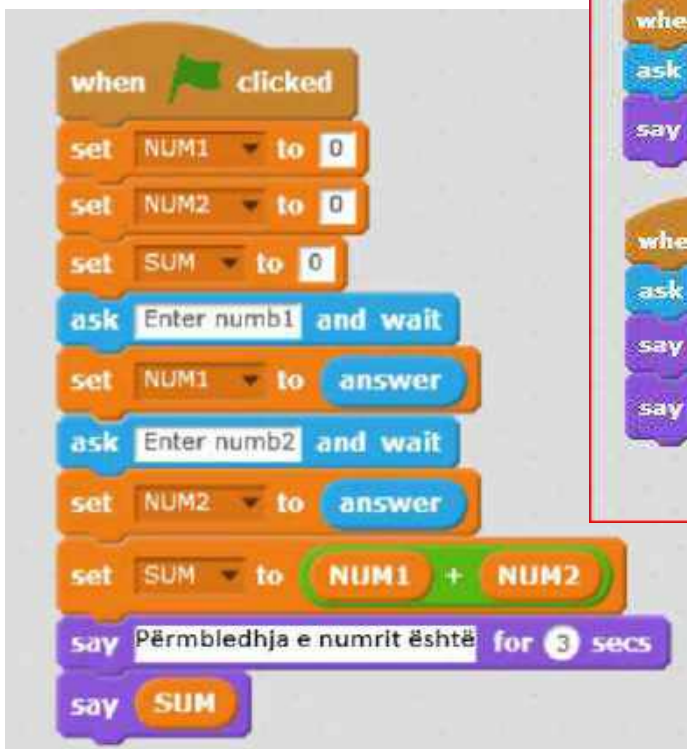 when clicked
set NUM1 to 0
set NUM2 to 0
set SUM to 0
ask Enter numb1 and wait
set NUM1 to answer
ask Enter numb2 and wait
set NUM2 to answer
set SUM to NUM1 + NUM2
say Përmbledhja e numrit është for 3 secs
say SUM
ask
say
ask
say
say